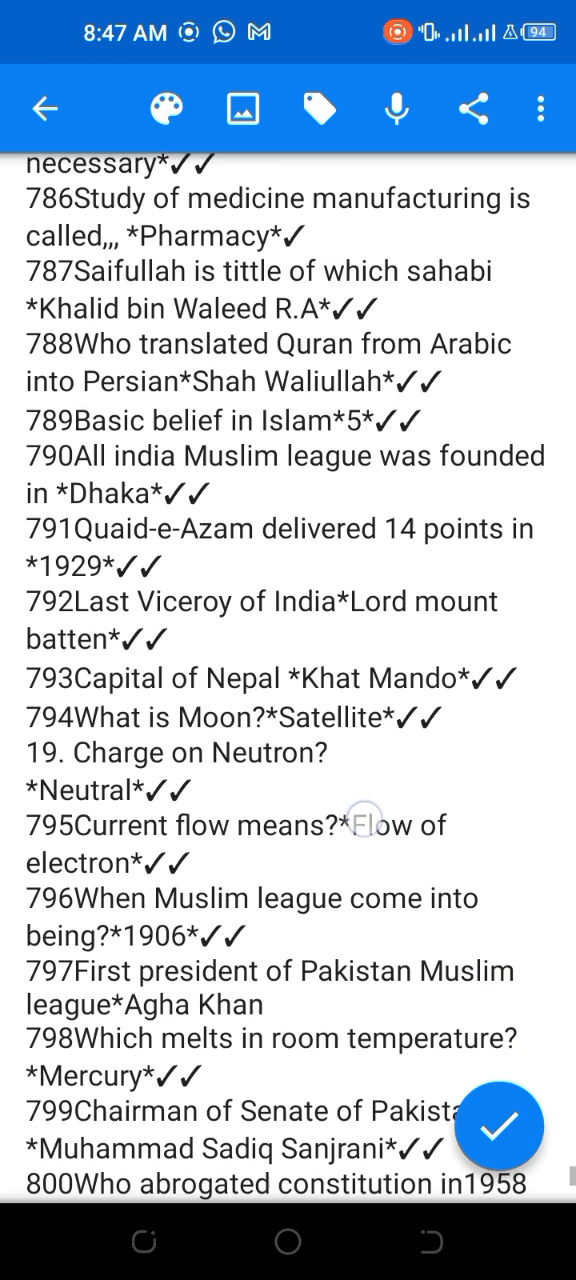 8:47 AM
94
necessary*✓✓
786Study of medicine manufacturing is
called,,, *Pharmacy*✓
787Saifullah is tittle of which sahabi
*Khalid bin Waleed R.A*✓✓
788Who translated Quran from Arabic
into Persian*Shah Waliullah*✓✓
789Basic belief in Islam*5*✓✓
790All india Muslim league was founded
in *Dhaka*✓✓
791Quaid-e-Azam delivered 14 points in
*1929*✓✓
792Last Viceroy of India*Lord mount
batten*✓✓
793Capital of Nepal *Khat Mando*✓✓
794What is Moon?*Satellite*✓✓
19. Charge on Neutron?
*Neutral*✓✓
795Current flow means?*Flow of
electron*✓✓
796When Muslim league come into
being?*1906*✓✓
797First president of Pakistan Muslim
league*Agha Khan
798Which melts in room temperature?
*Mercury*✓✓
799Chairman of Senate of Pakista
*Muhammad Sadiq Sanjrani*✓✓
800Who abrogated constitution in1958